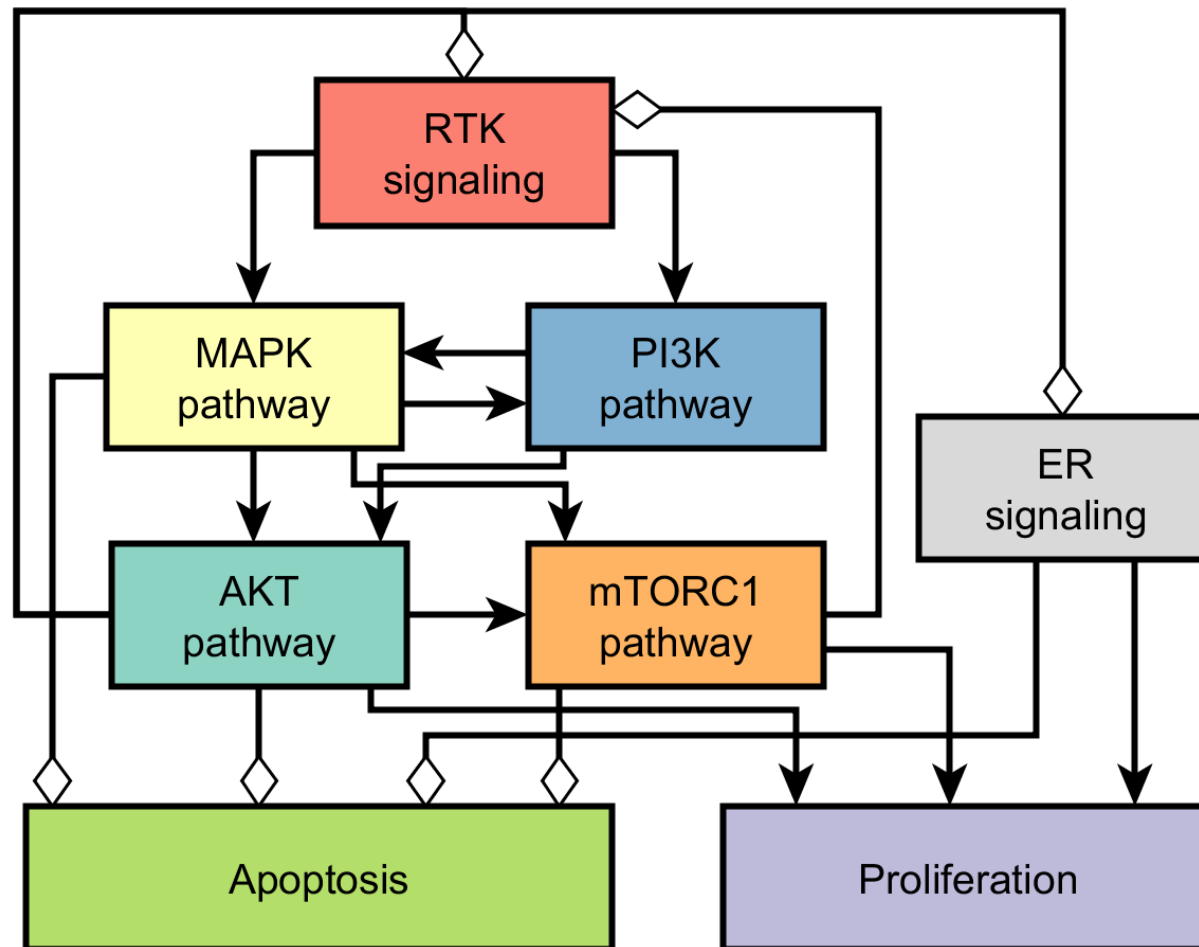 RTK
signaling
MAPK
pathway
PI3K
pathway
ER
signaling
AKT
pathway
mTORC1
pathway
Apoptosis
Proliferation